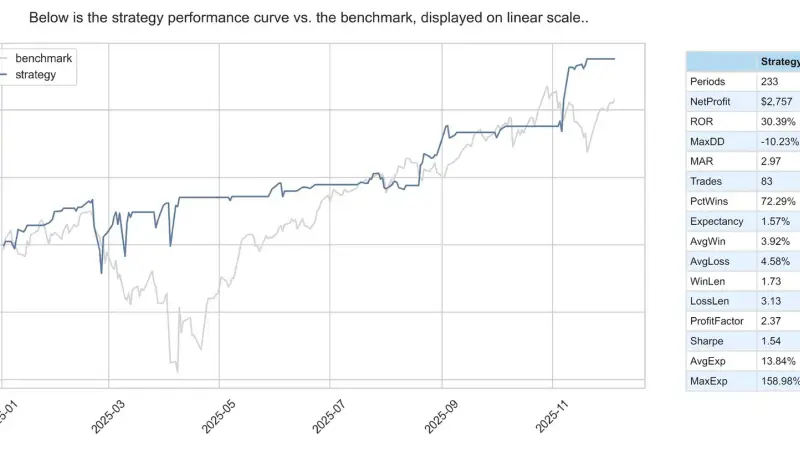 Below is the strategy performance curve vs. the benchmark, displayed on linear scale..
benchmark
strategy
5-01
2025-03
2025-05
2025-07
2025-09
2025-11
Strategy
Periods 233
NetProfit $2,757
ROR 30.39%
MaxDD -10.23%
MAR 2.97
Trades 83
PctWins 72.29%
Expectancy 1.57%
AvgWin 3.92%
AvgLoss 4.58%
WinLen 1.73
LossLen 3.13
ProfitFactor 2.37
Sharpe 1.54
AvgExp 13.84%
MaxExp 158.98%